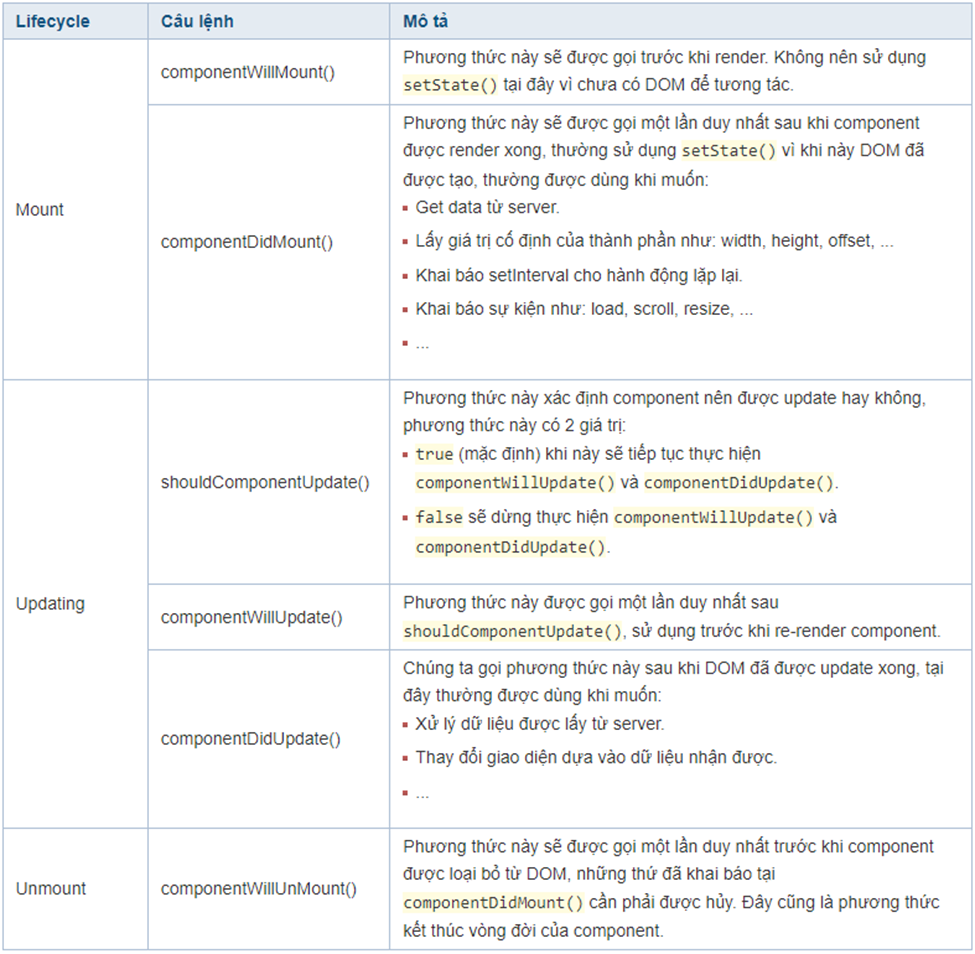 Lifecycle Câu lệnh Mô tả
Mount
componentWillMount()
Phương thức này sẽ được gọi trước khi render. Không nên sử dụng
setState() tại đây vì chưa có DOM để tương tác.
componentDidMount()
Phương thức này sẽ được gọi một lần duy nhất sau khi component
được render xong, thường sử dụng setState() vì khi này DOM đã
được tạo, thường được dùng khi muốn:
Get data từ server.
Lấy giá trị cố định của thành phần như: width, height, offset, ...
Khai báo setInterval cho hành động lặp lại.
Khai báo sự kiện như: load, scroll, resize, ...
...
Updating
shouldComponentUpdate()
Phương thức này xác định component nên được update hay không,
phương thức này có 2 giá trị:
true (mặc định) khi này sẽ tiếp tục thực hiện
componentWillUpdate() và componentDidUpdate().
false sẽ dừng thực hiện componentWillUpdate() và
componentDidUpdate().
componentWillUpdate()
Phương thức này được gọi một lần duy nhất sau
shouldComponentUpdate(), sử dụng trước khi re-render component.
componentDidUpdate()
Chúng ta gọi phương thức này sau khi DOM đã được update xong, tại
đây thường được dùng khi muốn:
Xử lý dữ liệu được lấy từ server.
Thay đổi giao diện dựa vào dữ liệu nhận được.
...
Unmount
componentWillUnMount()
Phương thức này sẽ được gọi một lần duy nhất trước khi component
được loại bỏ từ DOM, những thứ đã khai báo tại
componentDidMount() cần phải được hủy. Đây cũng là phương thức
kết thúc vòng đời của component.